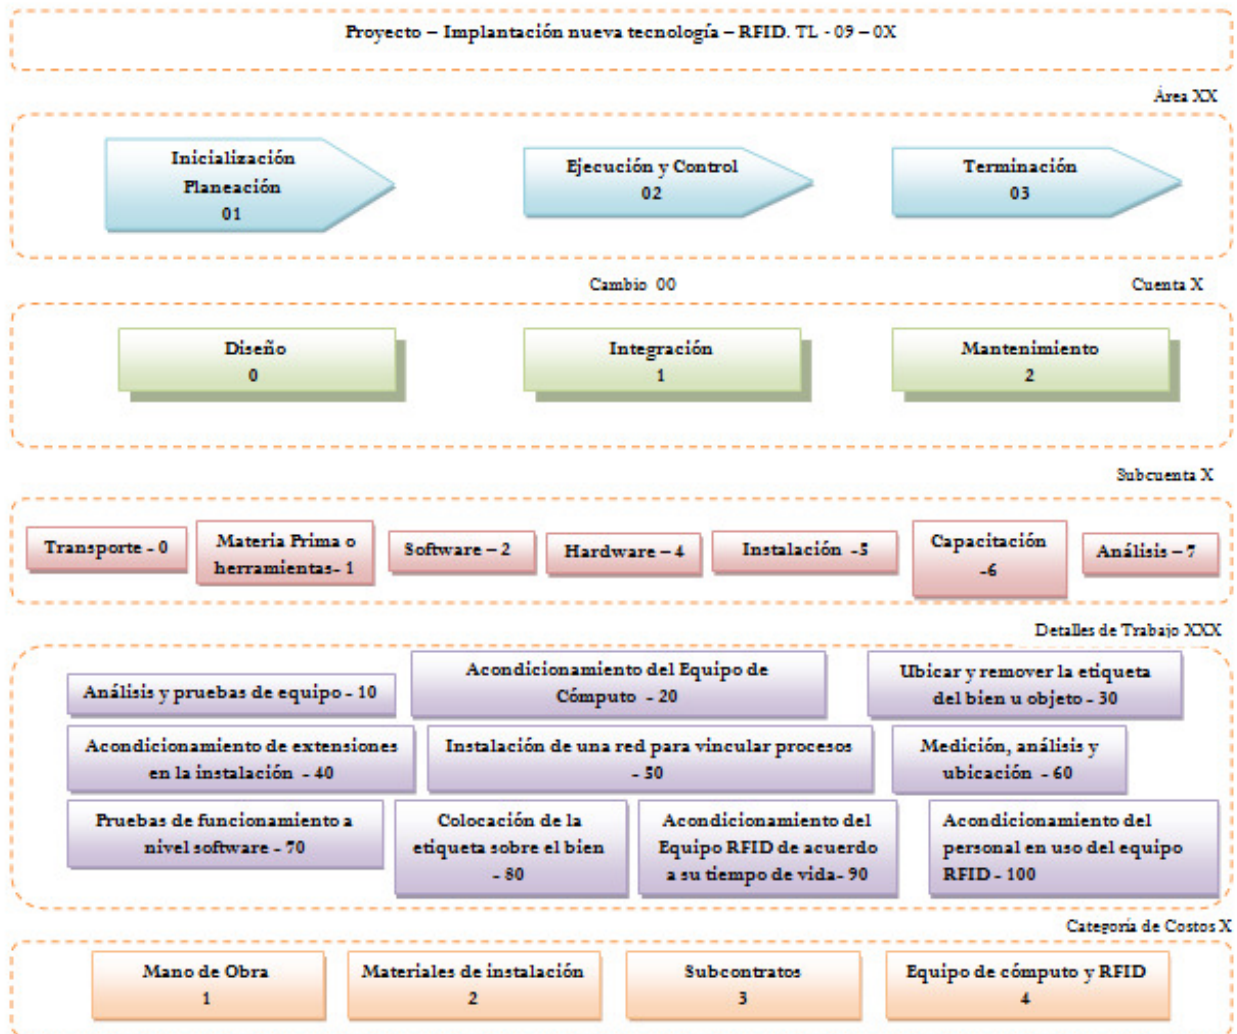 Proyecto – Implantación nueva tecnología – RFID. TL - 09 – 0X
Área XX
Inicialización
Planeación
01
Ejecución y Control
02
Terminación
03
Cambio 00
Cuenta X
Diseño
0
Integración
1
Mantenimiento
2
Subcuenta X
Transporte - 0
Materia Prima o
herramientas- 1
Software – 2
Hardware – 4
Instalación -5
Capacitación
-6
Análisis – 7
Detalles de Trabajo XXX
Análisis y pruebas de equipo - 10
Acondicionamiento del Equipo de
Cómputo - 20
Ubicar y remover la etiqueta
del bien u objeto - 30
Acondicionamiento de extensiones
en la instalación - 40
Instalación de una red para vincular procesos
- 50
Medición, análisis y
ubicación - 60
Pruebas de funcionamiento a
nivel software - 70
Colocación de la
etiqueta sobre el bien
- 80
Acondicionamiento del
Equipo RFID de acuerdo
a su tiempo de vida- 90
Acondicionamiento del
personal en uso del equipo
RFID - 100
Categoría de Costos X
Mano de Obra
1
Materiales de instalación
2
Subcontratos
3
Equipo de cómputo y RFID
4